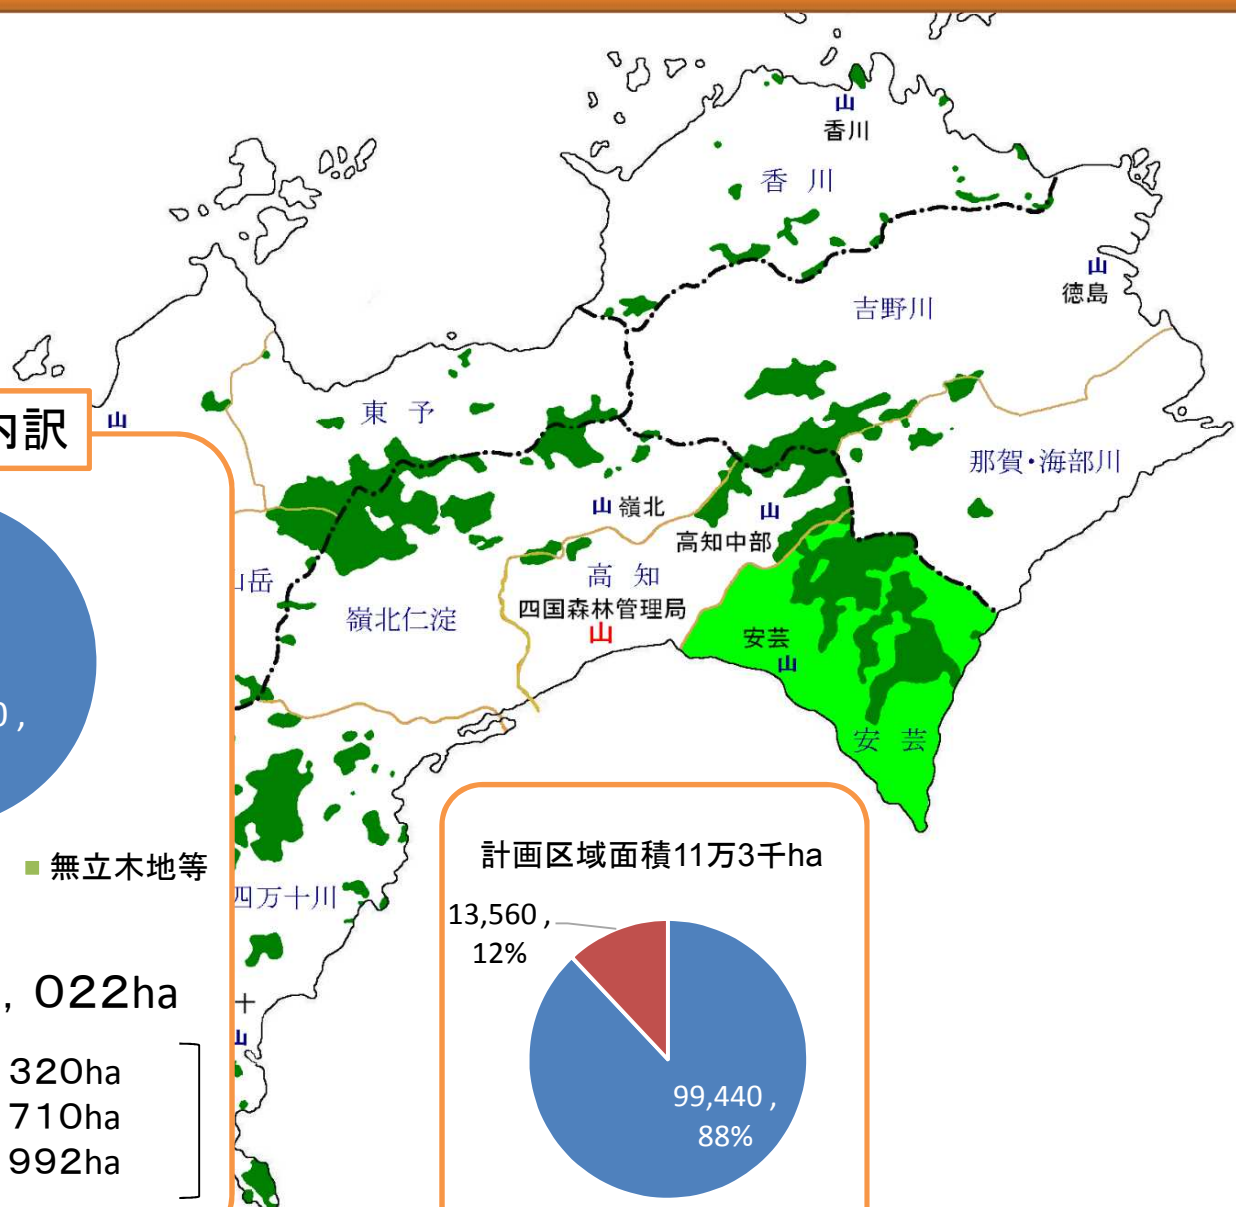 山
香川
香 川
山
徳島
吉野川
内訳
山
東 予
那賀・海部川
山 嶺北
山
高知中部
山岳
高 知
嶺北仁淀
四国森林管理局
山
安芸
山
安 芸
0 ,
無立木地等
四万十川
計画区域面積11万3千ha
13,560 ,
12%
99,440 ,
88%
, 022ha
山
320ha
710ha
992ha